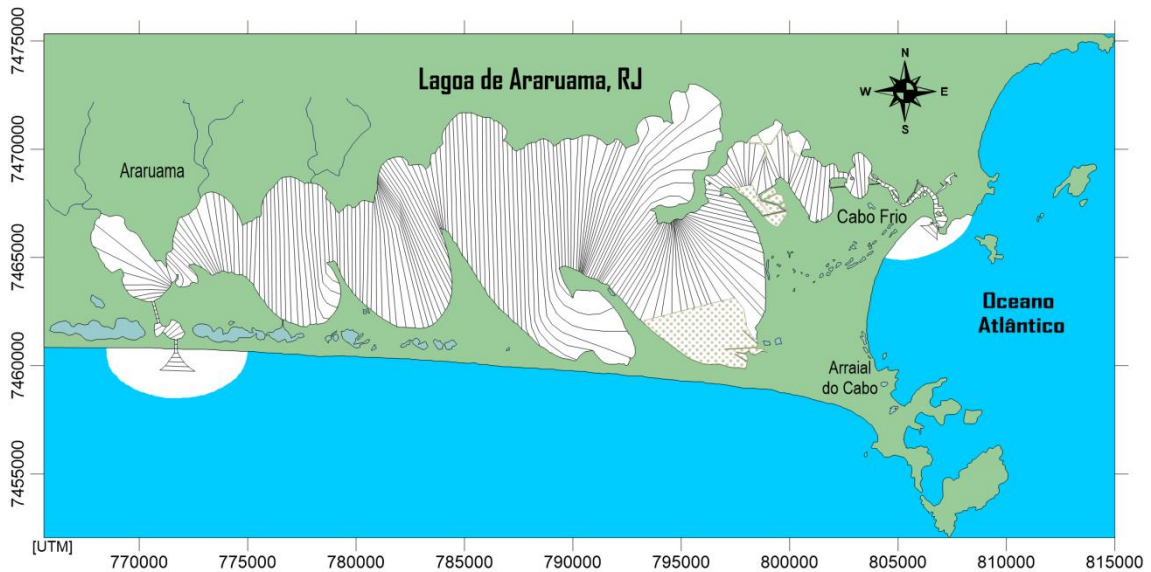 Lagoa de Araruama, RJ
N
W E
S
Araruama
Cabo Frio
Oceano
Atlântico
Arraial
do Cabo
7475000
7470000
7465000
7460000
7455000
[UTM]
770000 775000 780000 785000 790000 795000 800000 805000 810000 815000